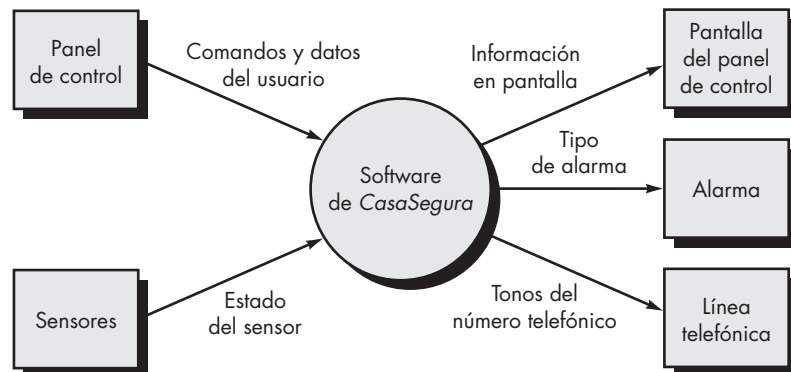 Panel
de control
Comandos y datos
del usuario
Información
en pantalla
Pantalla
del panel
de control
Software
de CasaSegura
Tipo
de alarma
Alarma
Sensores
Estado
del sensor
Tonos del
número telefónico
Línea
telefónica